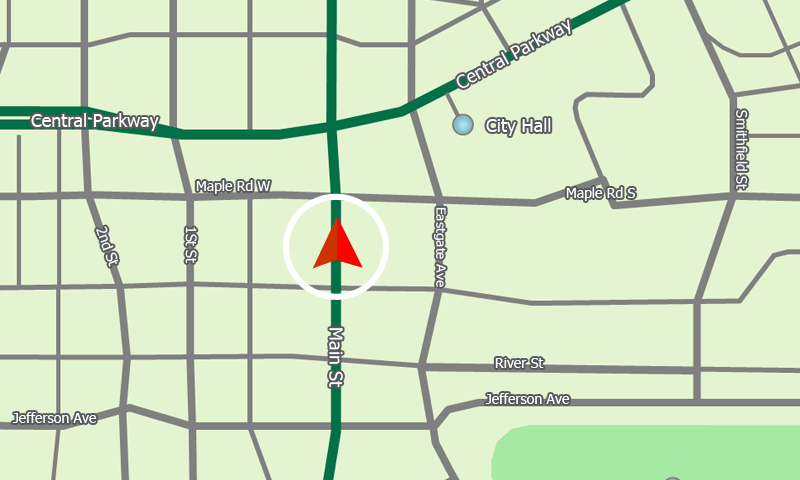 Central Parkway
Central Parkway
City Hall
Smithfield St
Maple Rd W
Maple Rd S
2nd St
1st St
Eastgate Ave
Main St
River St
Jefferson Ave
Jefferson Ave